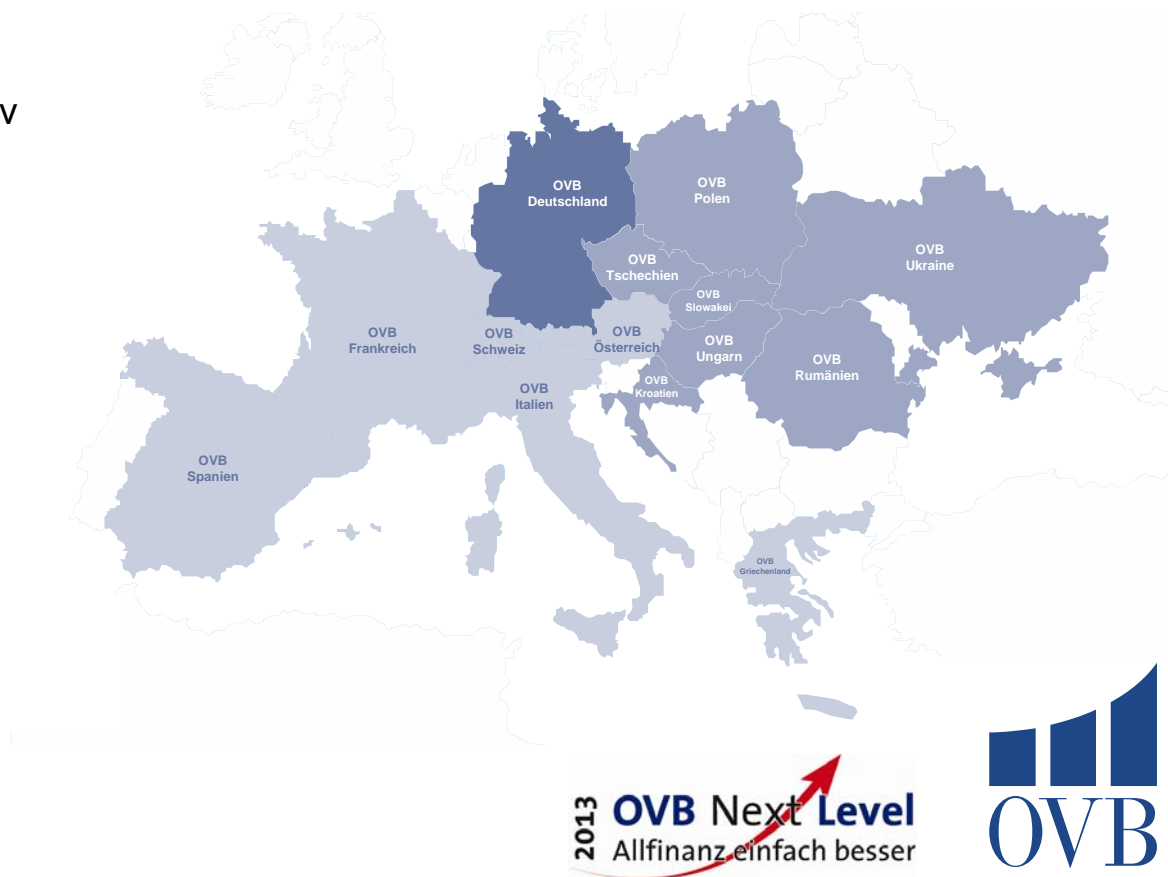 v
OVB
Deutschland
OVB
Polen
OVB
Ukraine
OVB
Tschechien
OVB
Slowakei
OVB
Frankreich
OVB
Schweiz
OVB
Österreich
OVB
Ungarn
OVB
Rumänien
OVB
Kroatien
OVB
Italien
OVB
Spanien
OVB
Griechenland
2013
OVB Next Level
Allfinanz einfach besser
OVB